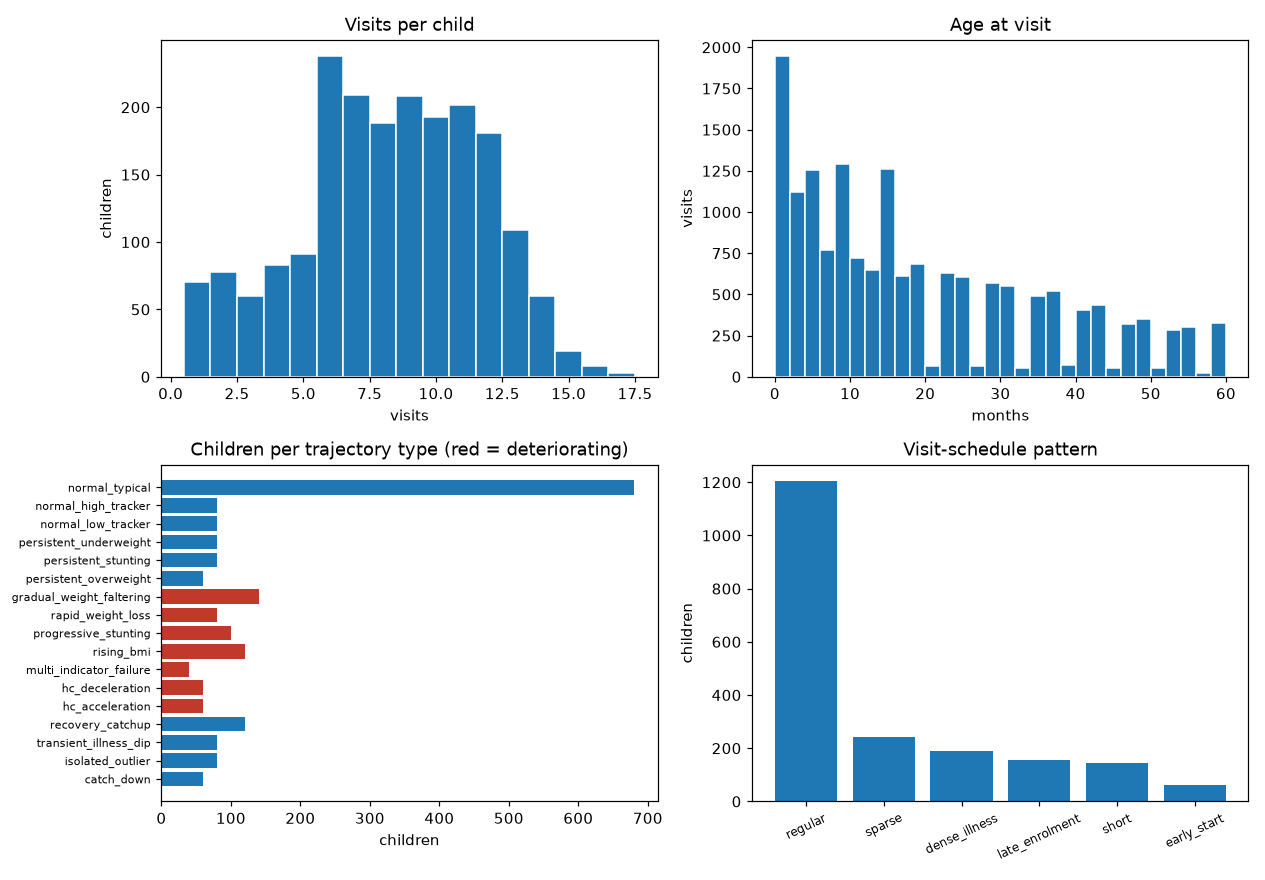 Visits per child
200
150
100
50
0
children
0.0 2.5 5.0 7.5 10.0 12.5 15.0 17.5
visits
Age at visit
2000
1750
1500
1250
1000
750
500
250
0
visits
0 10 20 30 40 50 60
months
Children per trajectory type (red = deteriorating)
normal_typical
normal_high_tracker
normal_low_tracker
persistent_underweight
persistent_stunting
persistent_overweight
gradual_weight_faltering
rapid_weight_loss
progressive_stunting
rising_bmi
multi_indicator_failure
hc_deceleration
hc_acceleration
recovery_catchup
transient_illness_dip
isolated_outlier
catch_down
0 100 200 300 400 500 600 700
children
Visit-schedule pattern
1200
1000
800
600
400
200
0
children
regular
sparse
dense_illness
late_enrolment
short
early_start